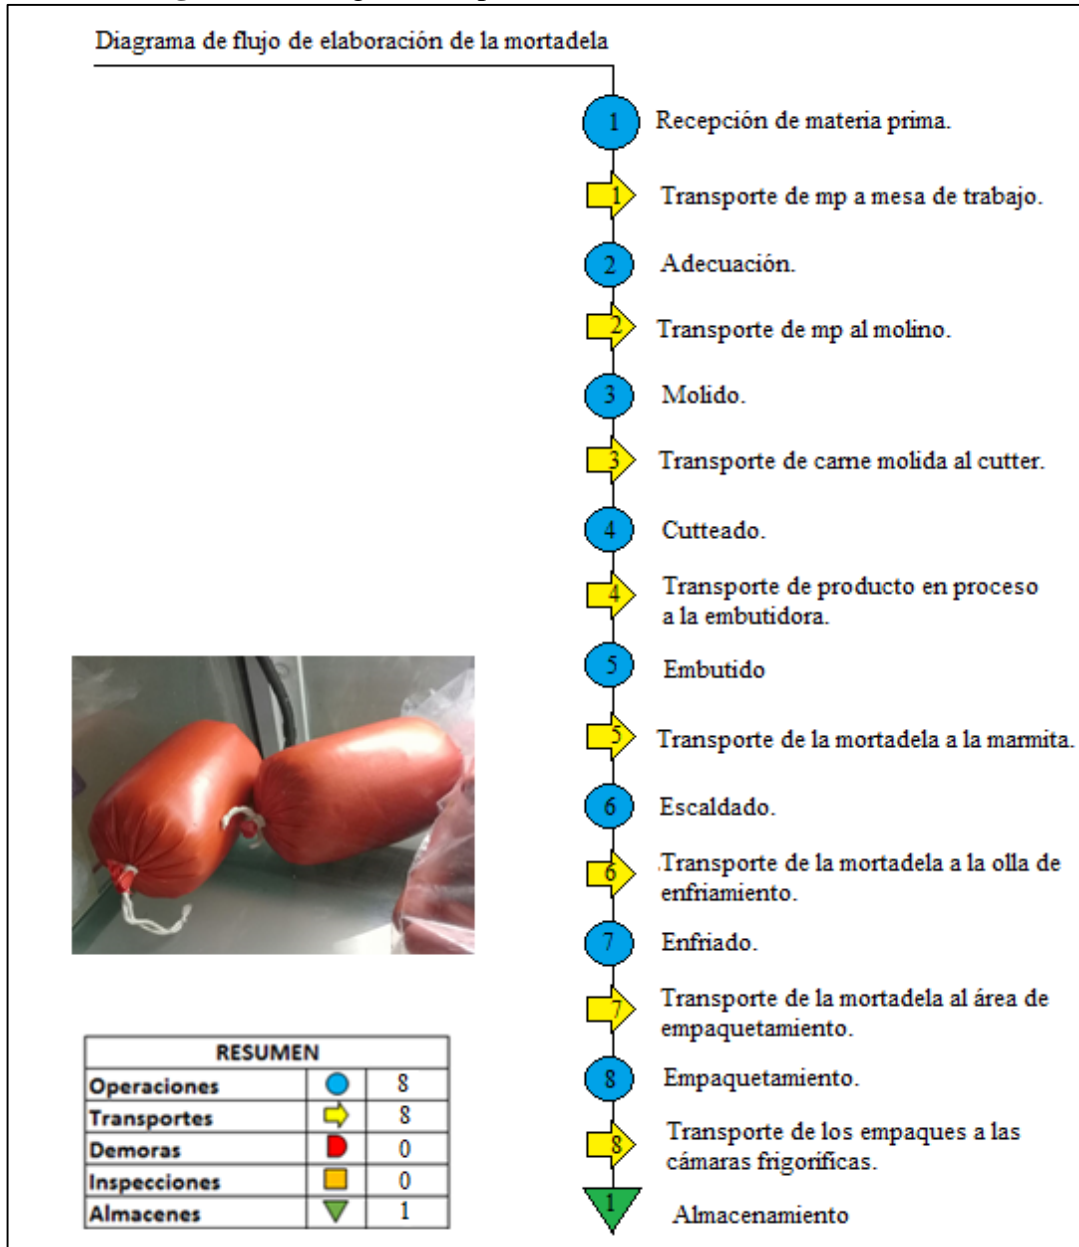 Diagrama de flujo de elaboración de la mortadela
1 Recepción de materia prima.
1 Transporte de mp a mesa de trabajo.
2 Adecuación.
2 Transporte de mp al molino.
3 Molido.
3 Transporte de carne molida al cutter.
4 Cutteado.
4 Transporte de producto en proceso
a la embutidora.
5 Embutido
5 Transporte de la mortadela a la marmita.
6 Escaldado.
6 Transporte de la mortadela a la olla de
enfriamiento.
7 Enfriado.
7 Transporte de la mortadela al área de
empaquetamiento.
8 Empaquetamiento.
8 Transporte de los empaques a las
cámaras frigoríficas.
1 Almacenamiento
RESUMEN
Operaciones 8
Transportes 8
Demoras 0
Inspecciones 0
Almacenes 1